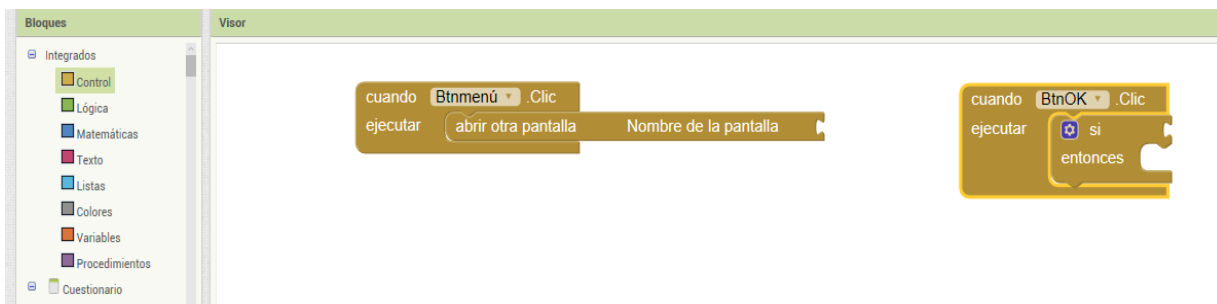 Bloques
Visor
Integrados
Control
Lógica
Matemáticas
Texto
Listas
Colores
Variables
Procedimientos
Cuestionario
cuando Btnmenú .Clic
ejecutar abrir otra pantalla Nombre de la pantalla
cuando BtnOK .Clic
ejecutar si
entonces